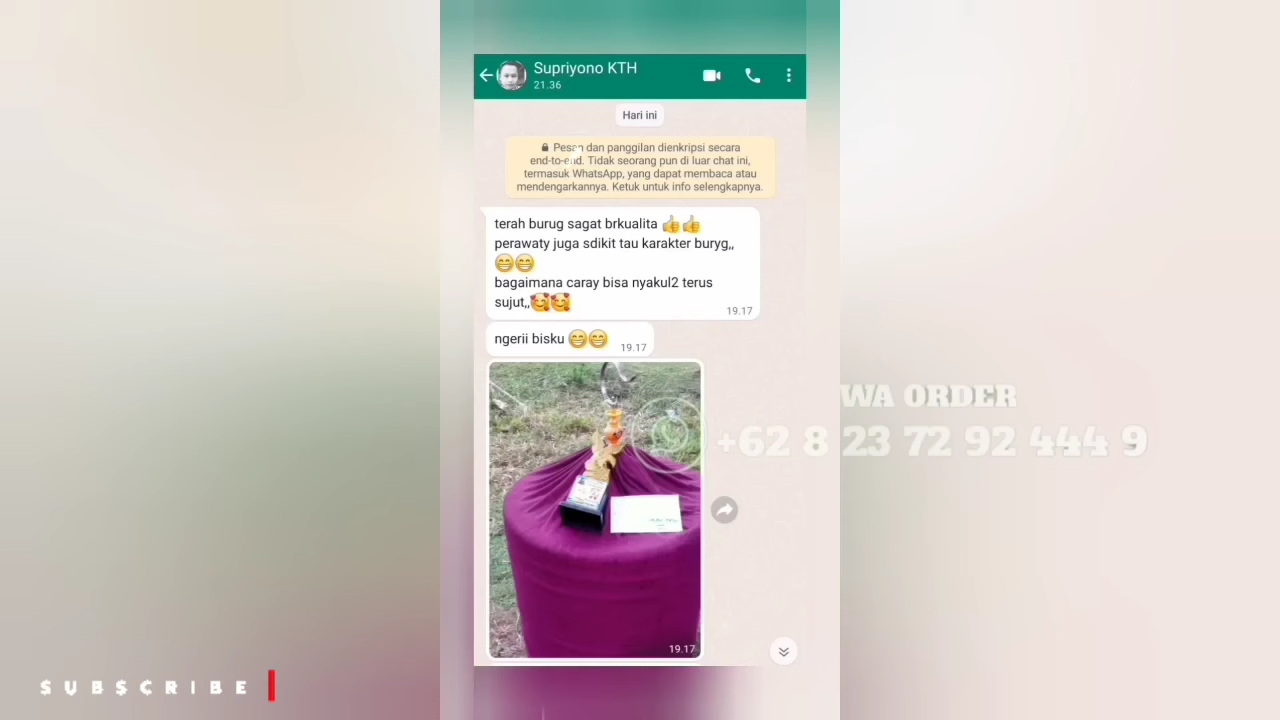 Supriyono KTH
21.36
Hari ini
Pesan dan panggilan dienkripsi secara
end-to-end. Tidak seorang pun di luar chat ini,
termasuk WhatsApp, yang dapat membaca atau
mendengarkannya. Ketuk untuk info selengkapnya.
terah burug sagat brkualita 👍👍
perawaty juga sdikit tau karakter buryg,,
😁😁
bagaimana caray bisa nyakul2 terus
sujut,,🥰🥰
19.17
ngerii bisku 😁😁
19.17
WA ORDER
+62 8 23 72 92 444 9
19.17
SUBSCRIBE